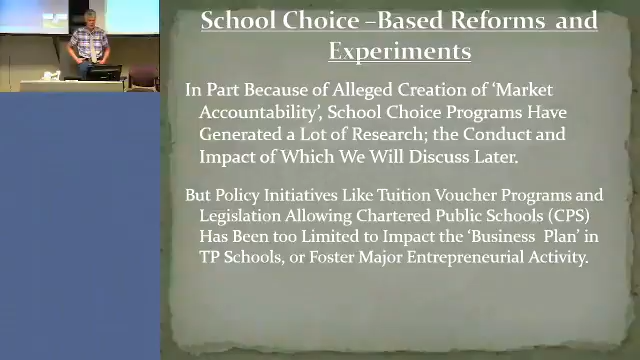 School Choice –Based Reforms and
Experiments
In Part Because of Alleged Creation of ‘Market
Accountability’, School Choice Programs Have
Generated a Lot of Research; the Conduct and
Impact of Which We Will Discuss Later.
But Policy Initiatives Like Tuition Voucher Programs and
Legislation Allowing Chartered Public Schools (CPS)
Has Been too Limited to Impact the ‘Business Plan’ in
TP Schools, or Foster Major Entrepreneurial Activity.